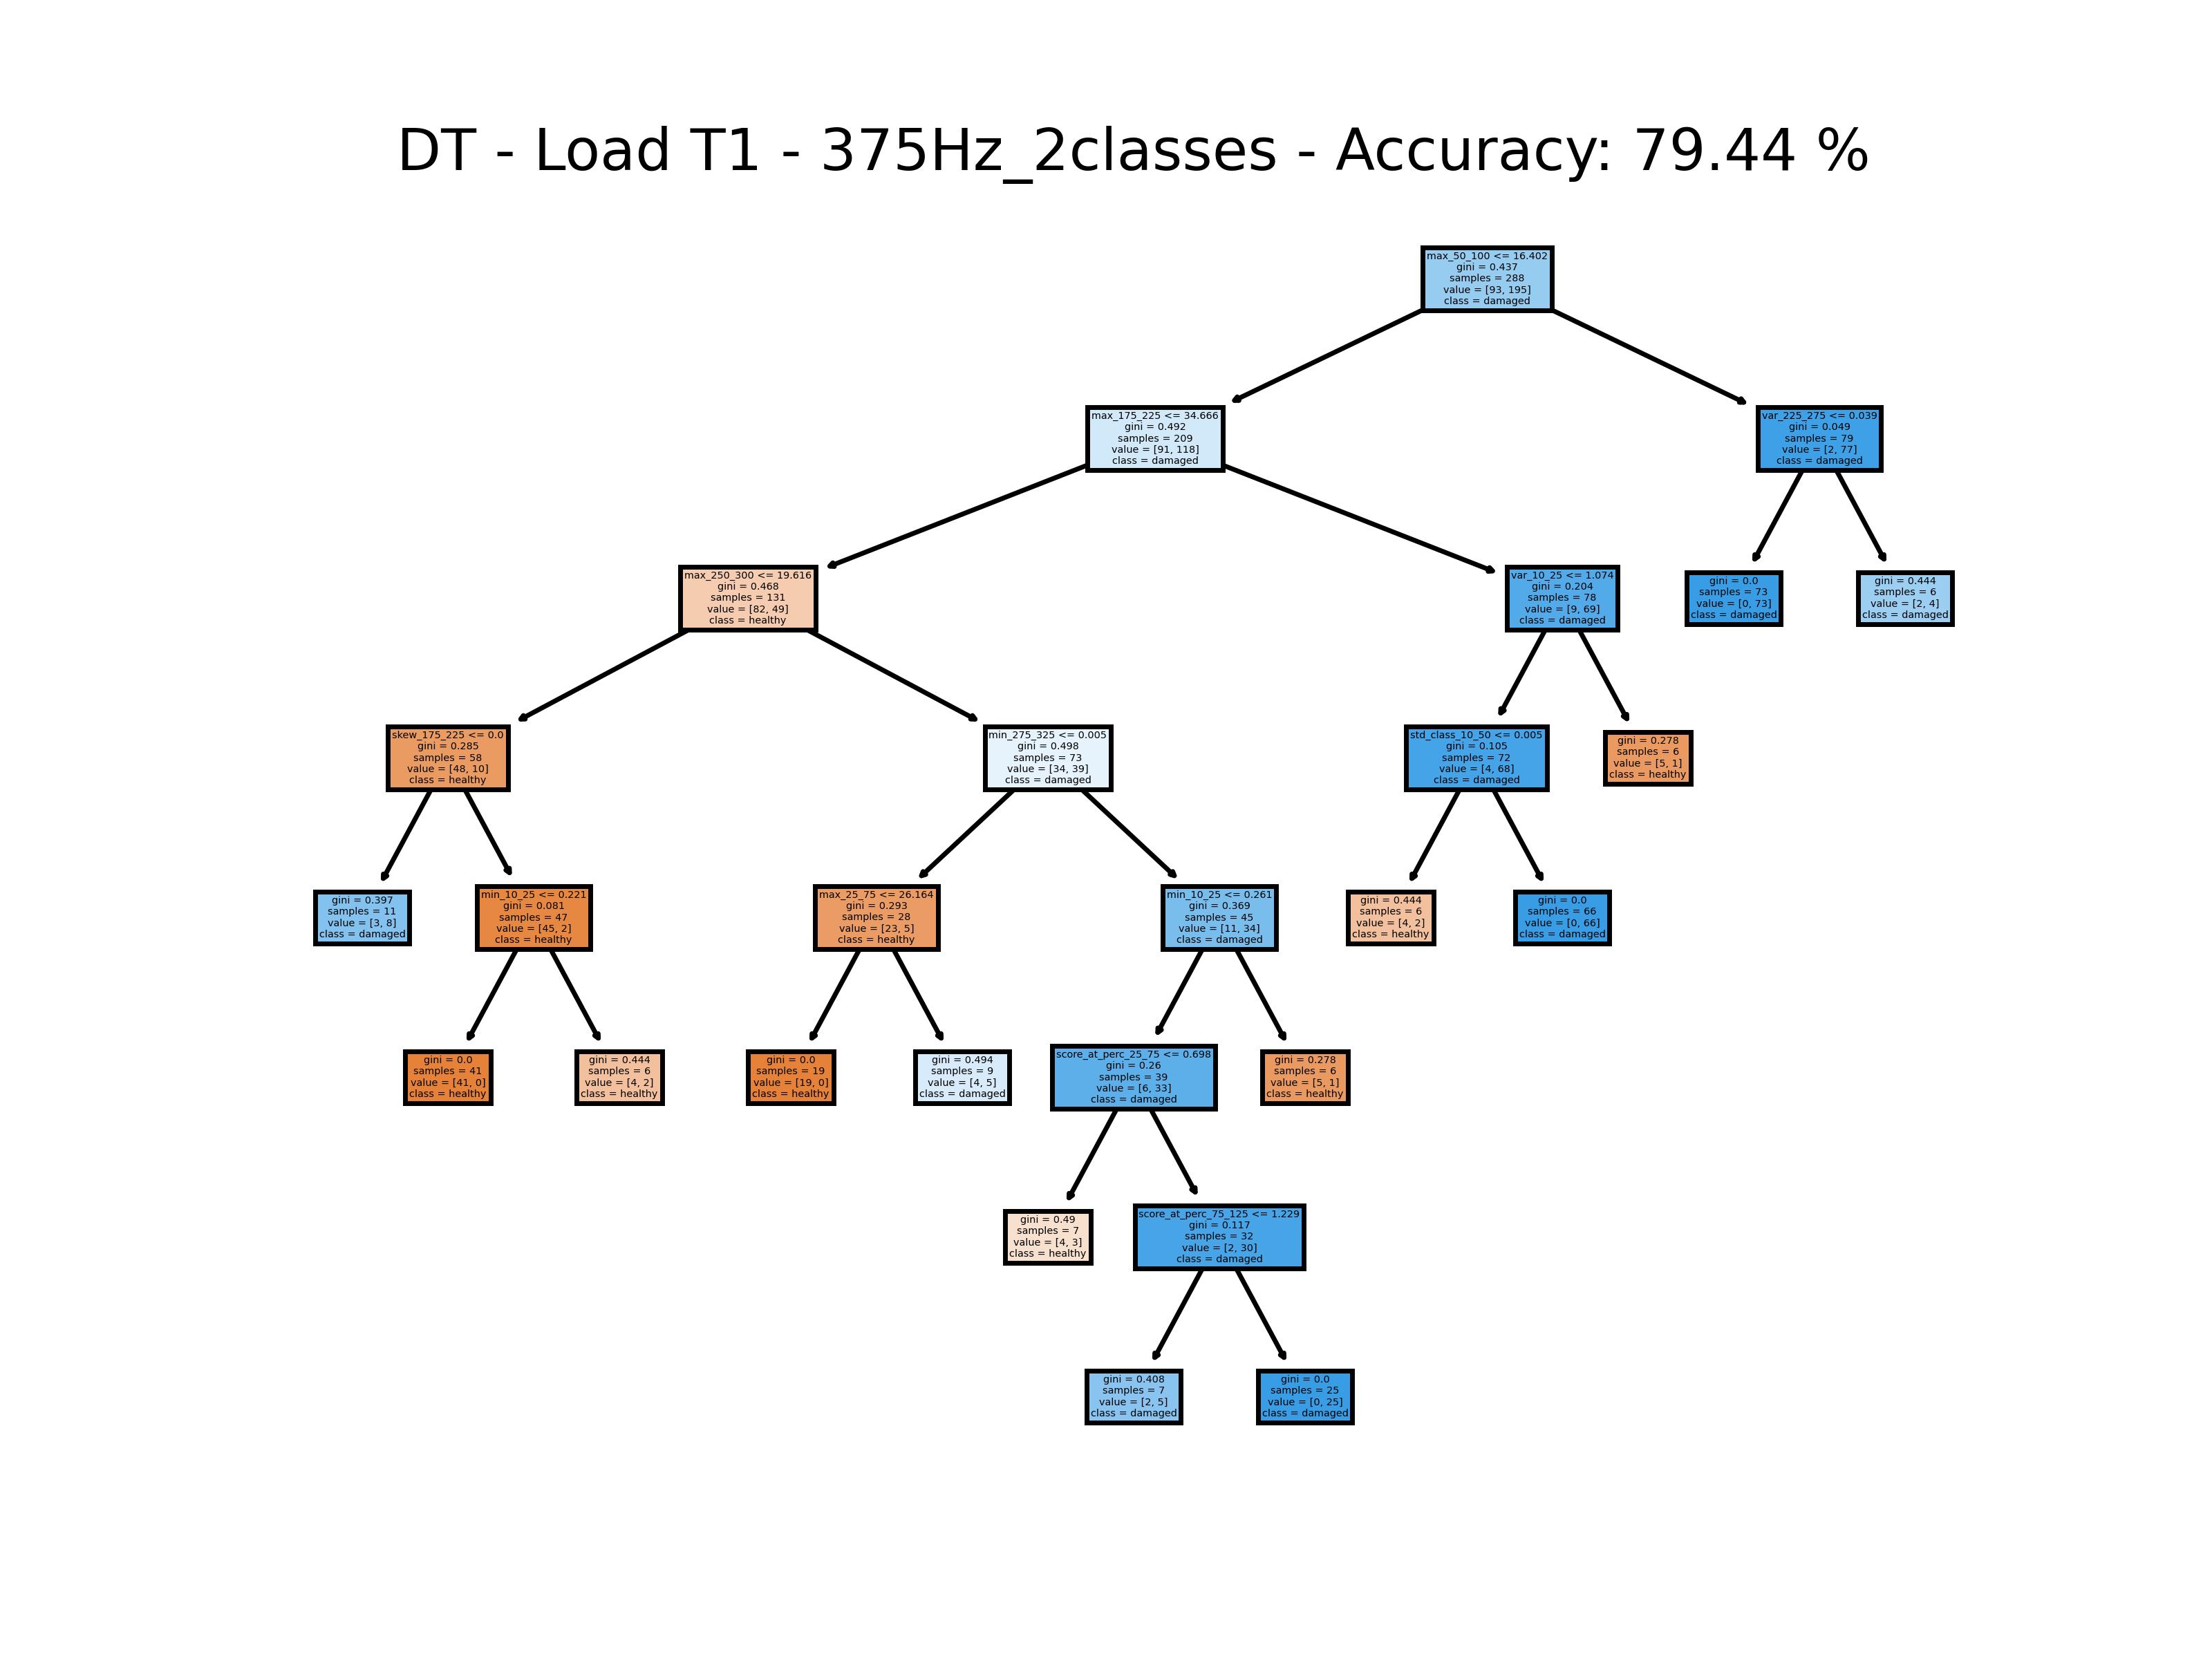 DT - Load T1 - 375Hz_2classes - Accuracy: 79.44 %
max_50_100 <= 16.402
gini = 0.437
samples = 288
value = [93, 195]
class = damaged
max_175_225 <= 34.666
gini = 0.492
samples = 209
value = [91, 118]
class = damaged
var_225_275 <= 0.039
gini = 0.049
samples = 79
value = [2, 77]
class = damaged
max_250_300 <= 19.616
gini = 0.468
samples = 131
value = [82, 49]
class = healthy
var_10_25 <= 1.074
gini = 0.204
samples = 78
value = [9, 69]
class = damaged
gini = 0.0
samples = 73
value = [0, 73]
class = damaged
gini = 0.444
samples = 6
value = [2, 4]
class = damaged
skew_175_225 <= 0.0
gini = 0.285
samples = 58
value = [48, 10]
class = healthy
min_275_325 <= 0.005
gini = 0.498
samples = 73
value = [34, 39]
class = damaged
std_class_10_50 <= 0.005
gini = 0.105
samples = 72
value = [4, 68]
class = damaged
gini = 0.278
samples = 6
value = [5, 1]
class = healthy
gini = 0.397
samples = 11
value = [3, 8]
class = damaged
min_10_25 <= 0.221
gini = 0.081
samples = 47
value = [45, 2]
class = healthy
max_25_75 <= 26.164
gini = 0.293
samples = 28
value = [23, 5]
class = healthy
min_10_25 <= 0.261
gini = 0.369
samples = 45
value = [11, 34]
class = damaged
gini = 0.444
samples = 6
value = [4, 2]
class = healthy
gini = 0.0
samples = 66
value = [0, 66]
class = damaged
gini = 0.0
samples = 41
value = [41, 0]
class = healthy
gini = 0.444
samples = 6
value = [4, 2]
class = healthy
gini = 0.0
samples = 19
value = [19, 0]
class = healthy
gini = 0.494
samples = 9
value = [4, 5]
class = damaged
score_at_perc_25_75 <= 0.698
gini = 0.26
samples = 39
value = [6, 33]
class = damaged
gini = 0.278
samples = 6
value = [5, 1]
class = healthy
gini = 0.49
samples = 7
value = [4, 3]
class = healthy
score_at_perc_75_125 <= 1.229
gini = 0.117
samples = 32
value = [2, 30]
class = damaged
gini = 0.408
samples = 7
value = [2, 5]
class = damaged
gini = 0.0
samples = 25
value = [0, 25]
class = damaged